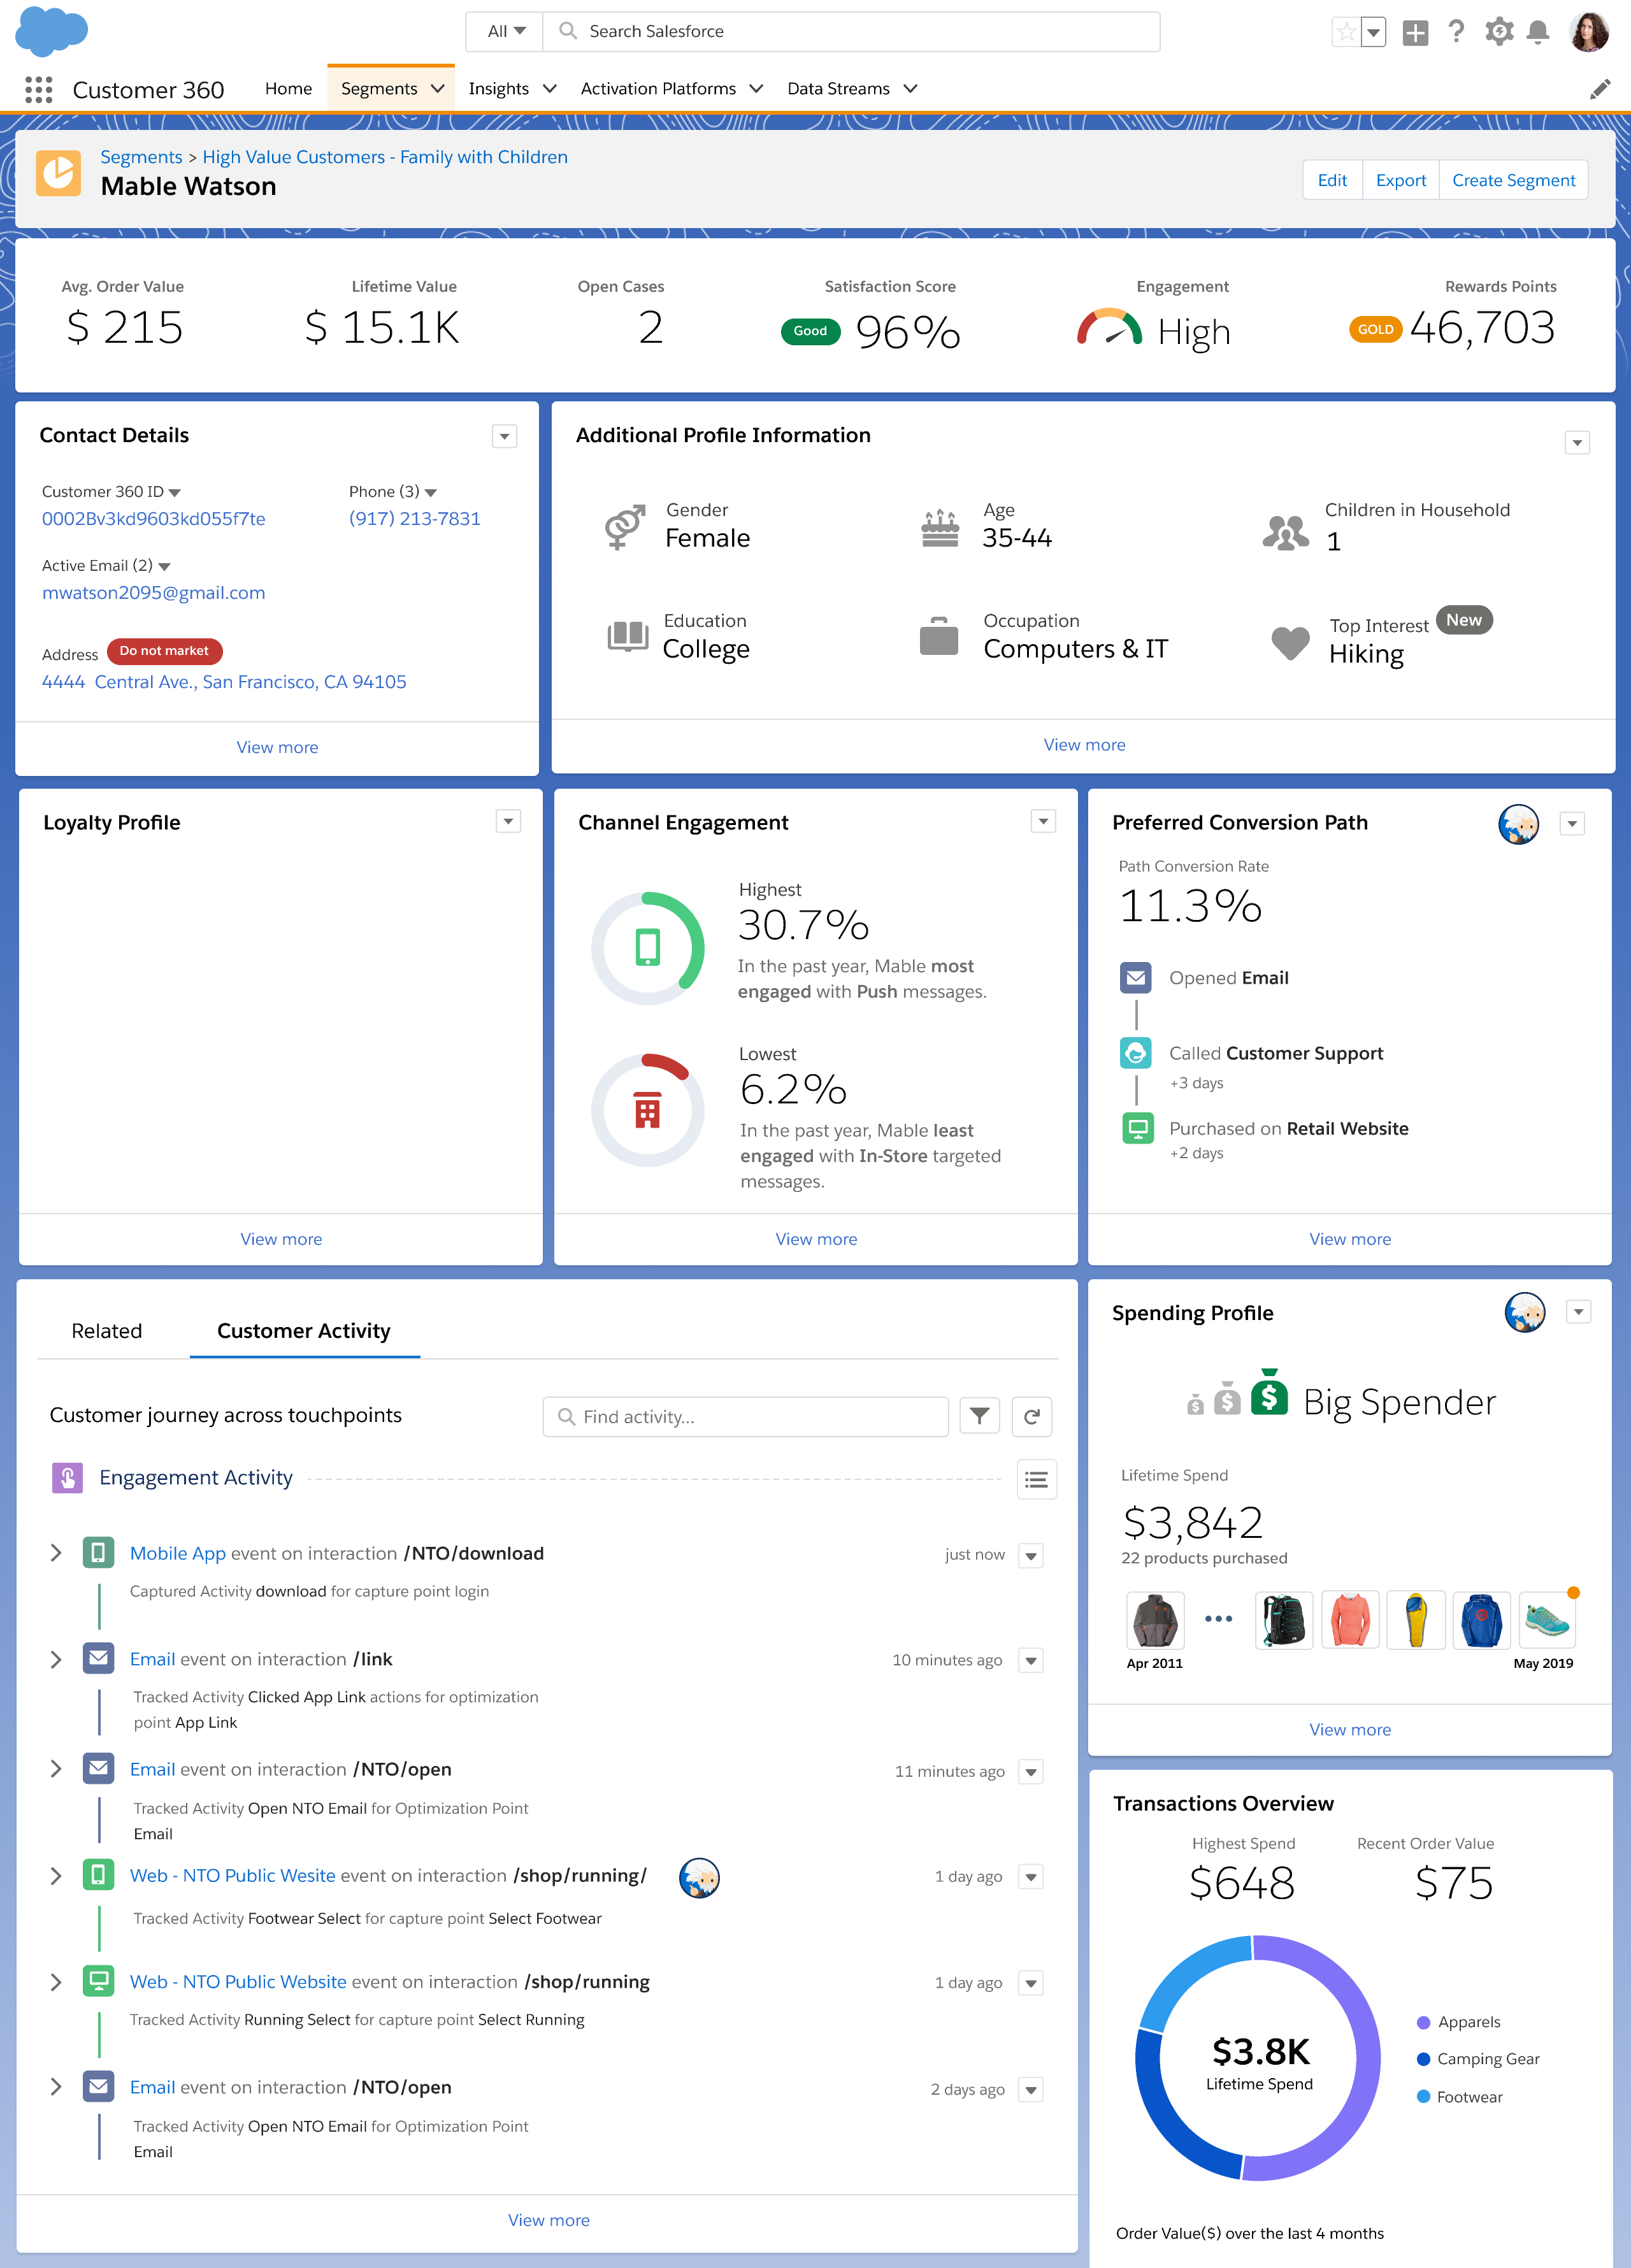 All
Search Salesforce
Customer 360
Home
Segments
Insights
Activation Platforms
Data Streams
Segments > High Value Customers - Family with Children
Mable Watson
Edit
Export
Create Segment
Avg. Order Value
$ 215
Lifetime Value
$ 15.1K
Open Cases
2
Satisfaction Score
Good
96%
Engagement
High
Rewards Points
GOLD
46,703
Contact Details
Customer 360 ID
0002Bv3kd9603kd055f7te
Phone (3)
(917) 213-7831
Active Email (2)
mwatson2095@gmail.com
Address
Do not market
4444 Central Ave., San Francisco, CA 94105
View more
Additional Profile Information
Gender
Female
Age
35-44
Children in Household
1
Education
College
Occupation
Computers & IT
Top Interest
New
Hiking
View more
Loyalty Profile
View more
Channel Engagement
Highest
30.7%
In the past year, Mable most
engaged with Push messages.
Lowest
6.2%
In the past year, Mable least
engaged with In-Store targeted
messages.
View more
Preferred Conversion Path
Path Conversion Rate
11.3%
Opened Email
Called Customer Support
+3 days
Purchased on Retail Website
+2 days
View more
Related
Customer Activity
Customer journey across touchpoints
Find activity...
Engagement Activity
Mobile App event on interaction /NTO/download
just now
Captured Activity download for capture point login
Email event on interaction /link
10 minutes ago
Tracked Activity Clicked App Link actions for optimization
point App Link
Email event on interaction /NTO/open
11 minutes ago
Tracked Activity Open NTO Email for Optimization Point
Email
Web - NTO Public Wesite event on interaction /shop/running/
1 day ago
Tracked Activity Footwear Select for capture point Select Footwear
Web - NTO Public Website event on interaction /shop/running
1 day ago
Tracked Activity Running Select for capture point Select Running
Email event on interaction /NTO/open
2 days ago
Tracked Activity Open NTO Email for Optimization Point
Email
View more
Spending Profile
Big Spender
Lifetime Spend
$3,842
22 products purchased
Apr 2011
May 2019
View more
Transactions Overview
Highest Spend
$648
Recent Order Value
$75
$3.8K
Lifetime Spend
Apparels
Camping Gear
Footwear
Order Value($) over the last 4 months